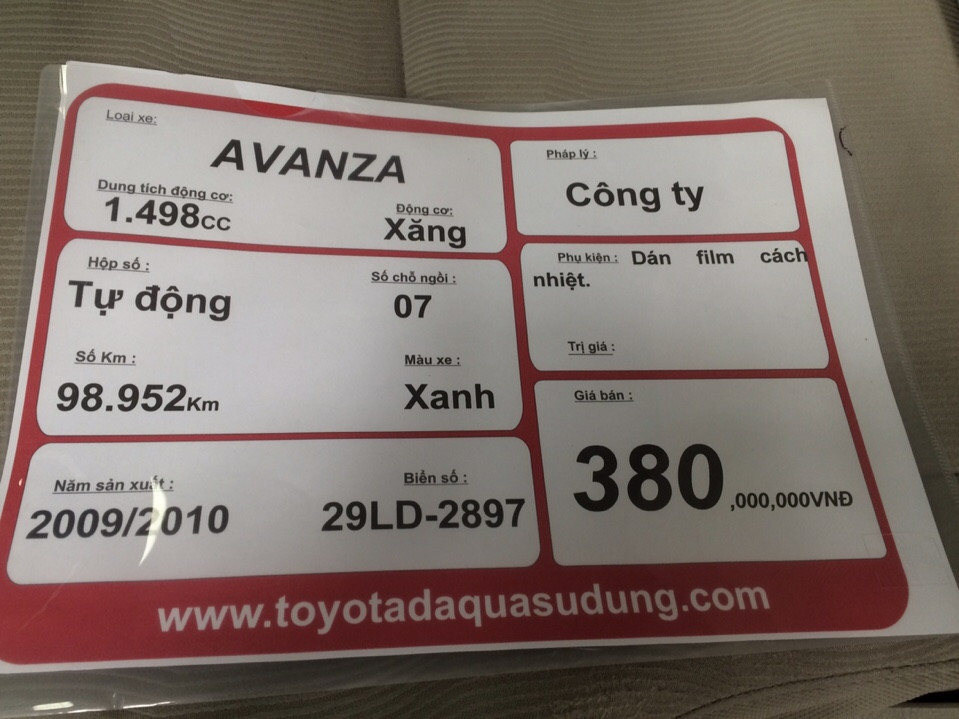 Loại xe:
AVANZA
Dung tích động cơ:
1.498CC
Động cơ:
Xăng
Pháp lý :
Công ty
Hộp số :
Tự động
Số chỗ ngồi :
07
Số Km :
98.952Km
Màu xe :
Xanh
Phụ kiện : Dán film cách
nhiệt.
Trị giá :
Năm sản xuất :
2009/2010
Biển số :
29LD-2897
Giá bán :
380,000,000VNĐ
www.toyotadaquasudung.com